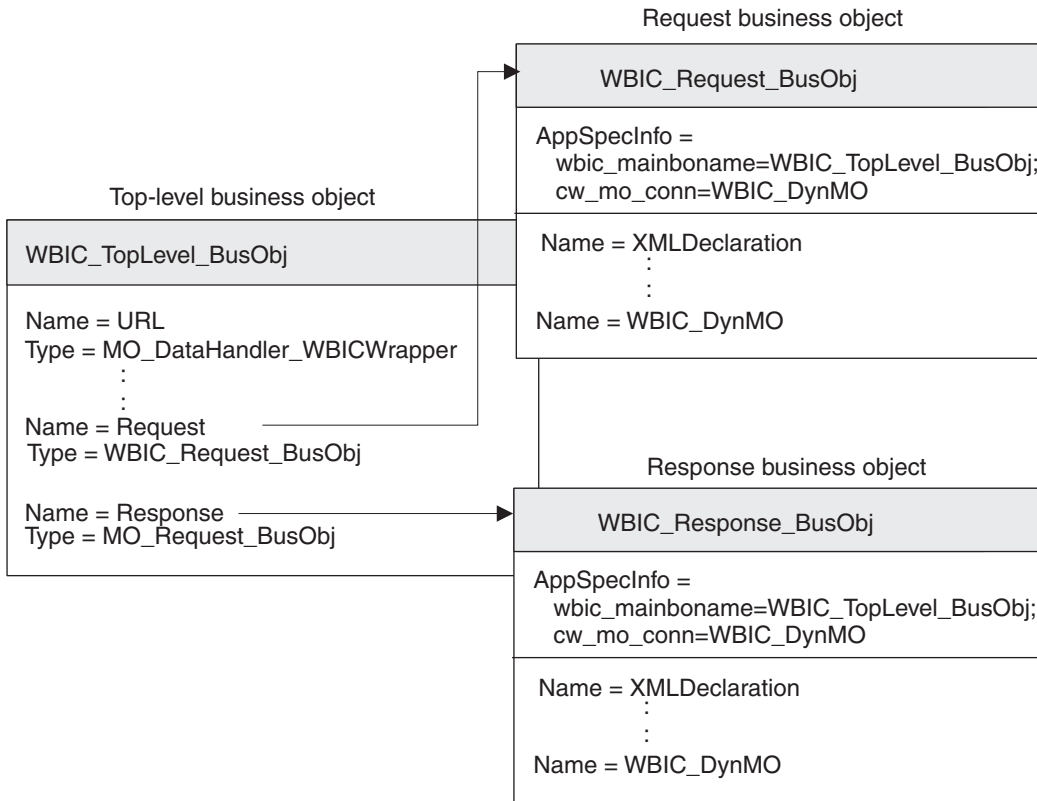 Request business object
WBIC_Request_BusObj
AppSpecInfo =
wbic_mainboname=WBIC_TopLevel_BusObj;
cw_mo_conn=WBIC_DynMO
Name = XMLDeclaration
Name = WBIC_DynMO
Top-level business object
WBIC_TopLevel_BusObj
Name = URL
Type = MO_DataHandler_WBICWrapper
Name = Request
Type = WBIC_Request_BusObj
Name = Response
Type = MO_Request_BusObj
Response business object
WBIC_Response_BusObj
AppSpecInfo =
wbic_mainboname=WBIC_TopLevel_BusObj;
cw_mo_conn=WBIC_DynMO
Name = XMLDeclaration
Name = WBIC_DynMO